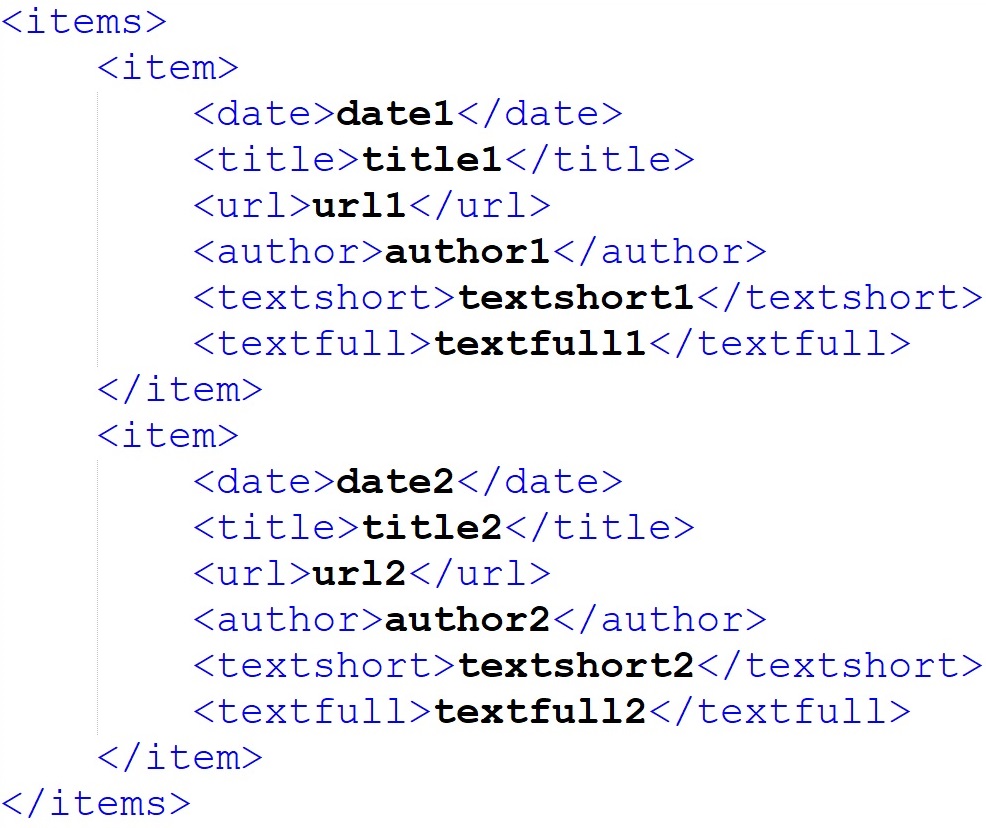 <items>
<item>
<date>date1</date>
<title>title1</title>
<url>url1</url>
<author>author1</author>
<textshort>textshort1</textshort>
<textfull>textfull1</textfull>
</item>
<item>
<date>date2</date>
<title>title2</title>
<url>url2</url>
<author>author2</author>
<textshort>textshort2</textshort>
<textfull>textfull2</textfull>
</item>
</items>